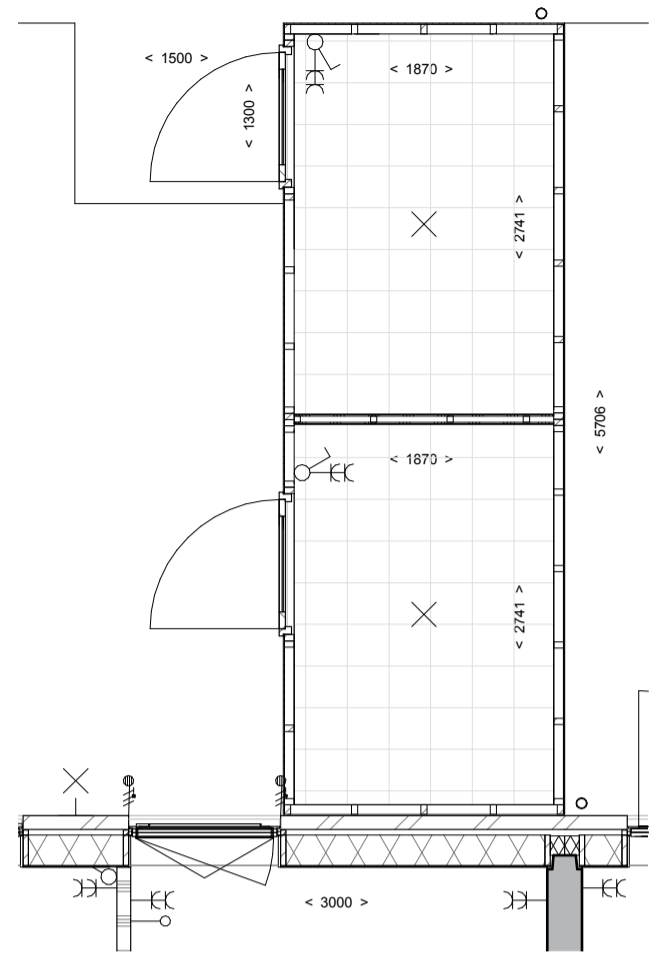 < 1500 >
< 1870 >
< 1300 >
< 2741 >
< 5706 >
< 1870 >
< 2741 >
< 3000 >